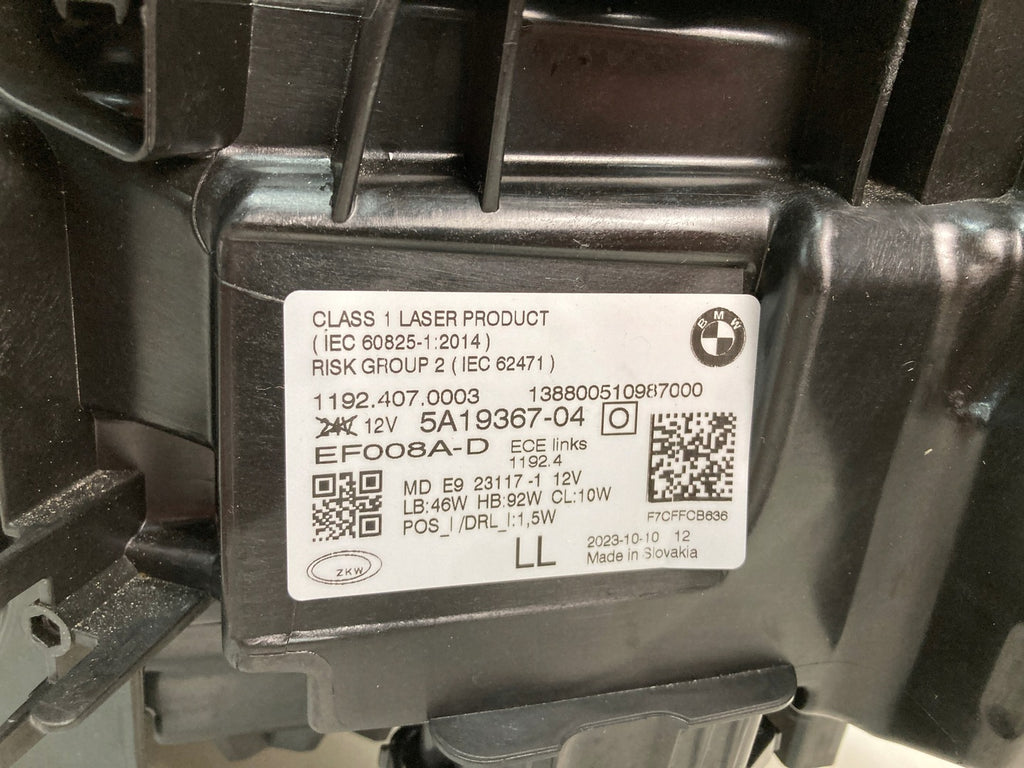 CLASS 1 LASER PRODUCT
( IEC 60825-1:2014 )
RISK GROUP 2 ( IEC 62471 )
BMW
1192.407.0003 138800510987000
24V 12V 5A19367-04 O
EF008A-D ECE links
1192.4
MD E9 23117 -1 12V
LB:46W HB:92W CL:10W
POS_I /DRL_I:1,5W
F7CFFCB636
LL
2023-10-10 12
Made in Slovakia
ZKW